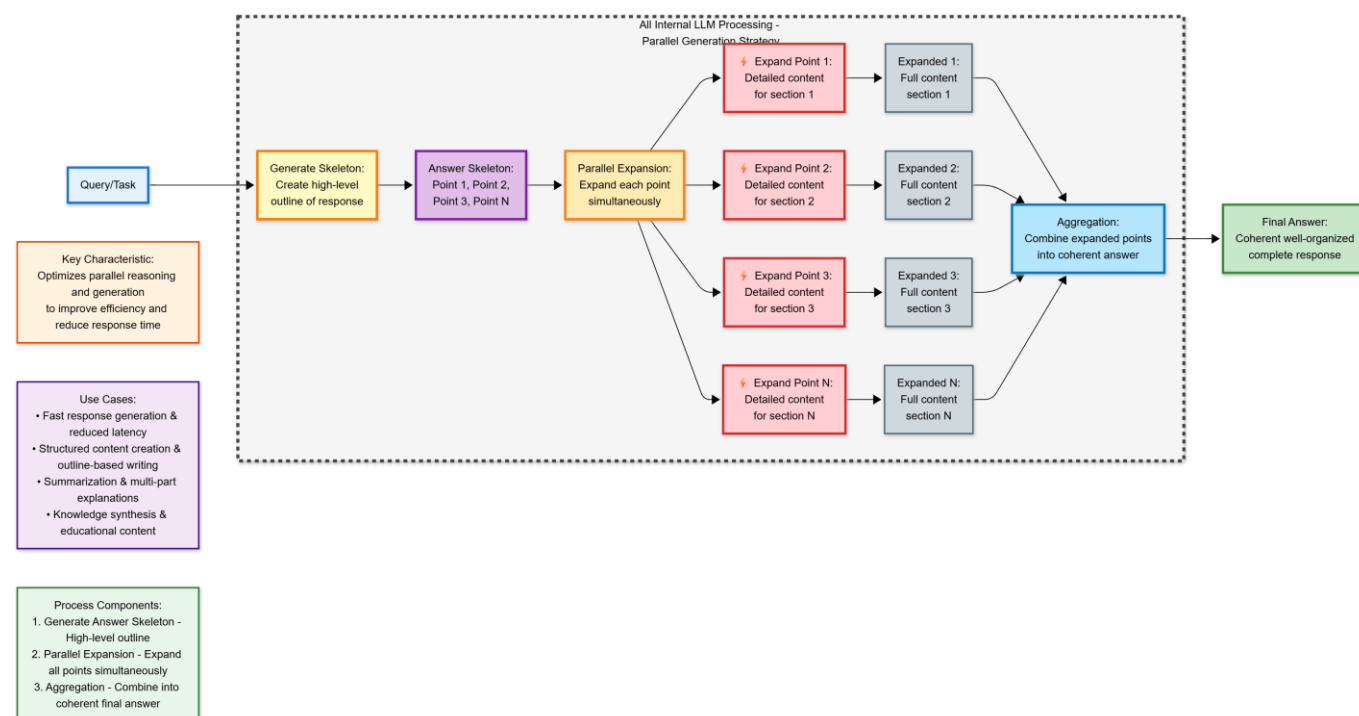 All Internal LLM Processing -
Parallel Generation Strategy
Query/Task
Generate Skeleton:
Create high-level
outline of response
Answer Skeleton:
Point 1, Point 2,
Point 3, Point N
Parallel Expansion:
Expand each point
simultaneously
⚡ Expand Point 1:
Detailed content
for section 1
Expanded 1:
Full content
section 1
⚡ Expand Point 2:
Detailed content
for section 2
Expanded 2:
Full content
section 2
⚡ Expand Point 3:
Detailed content
for section 3
Expanded 3:
Full content
section 3
⚡ Expand Point N:
Detailed content
for section N
Expanded N:
Full content
section N
Aggregation:
Combine expanded points
into coherent answer
Final Answer:
Coherent well-organized
complete response
Key Characteristic:
Optimizes parallel reasoning
and generation
to improve efficiency and
reduce response time
Use Cases:
• Fast response generation &
reduced latency
• Structured content creation &
outline-based writing
• Summarization & multi-part
explanations
• Knowledge synthesis &
educational content
Process Components:
1. Generate Answer Skeleton -
High-level outline
2. Parallel Expansion - Expand
all points simultaneously
3. Aggregation - Combine into
coherent final answer